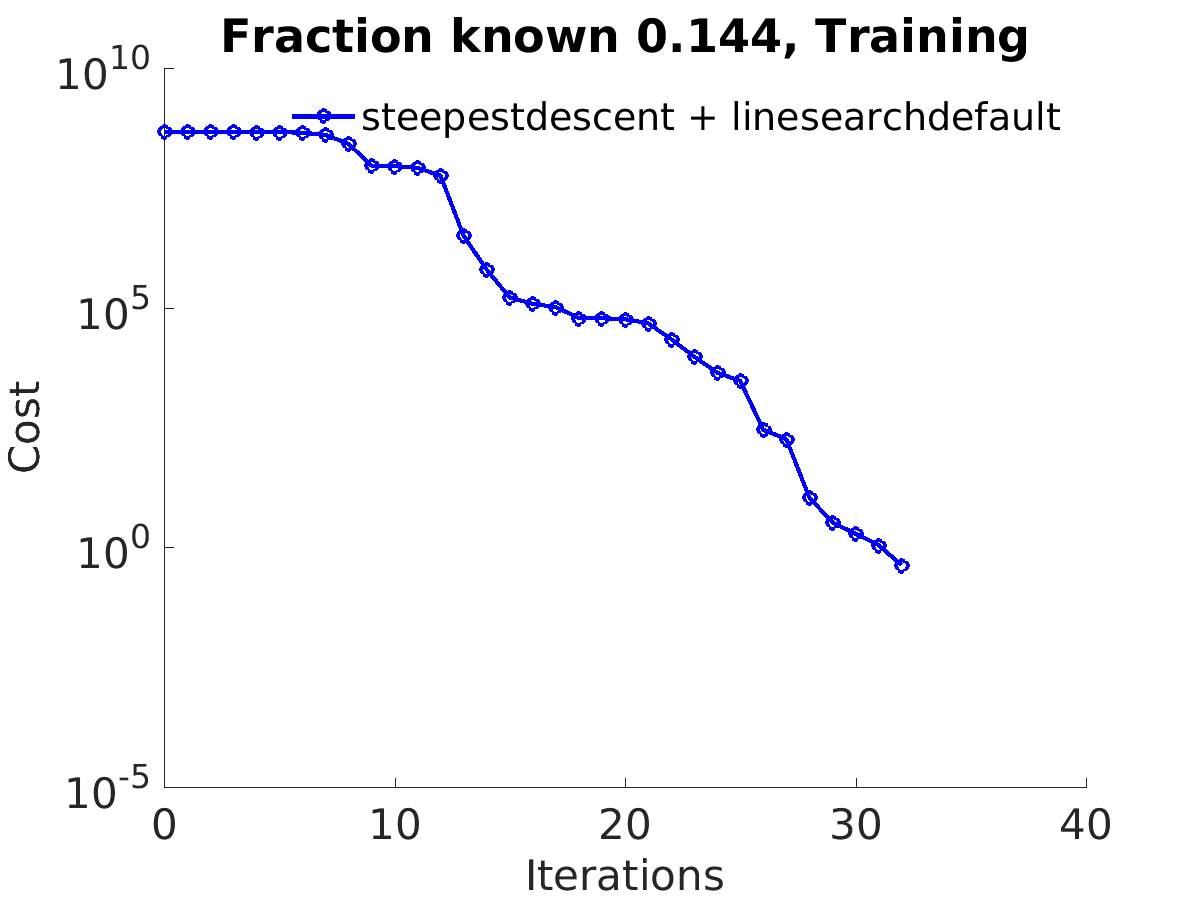 Fraction known 0.144, Training
10^10
steepestdescent + linesearchdefault
10^5
10^0
10^-5
Cost
0 10 20 30 40
Iterations